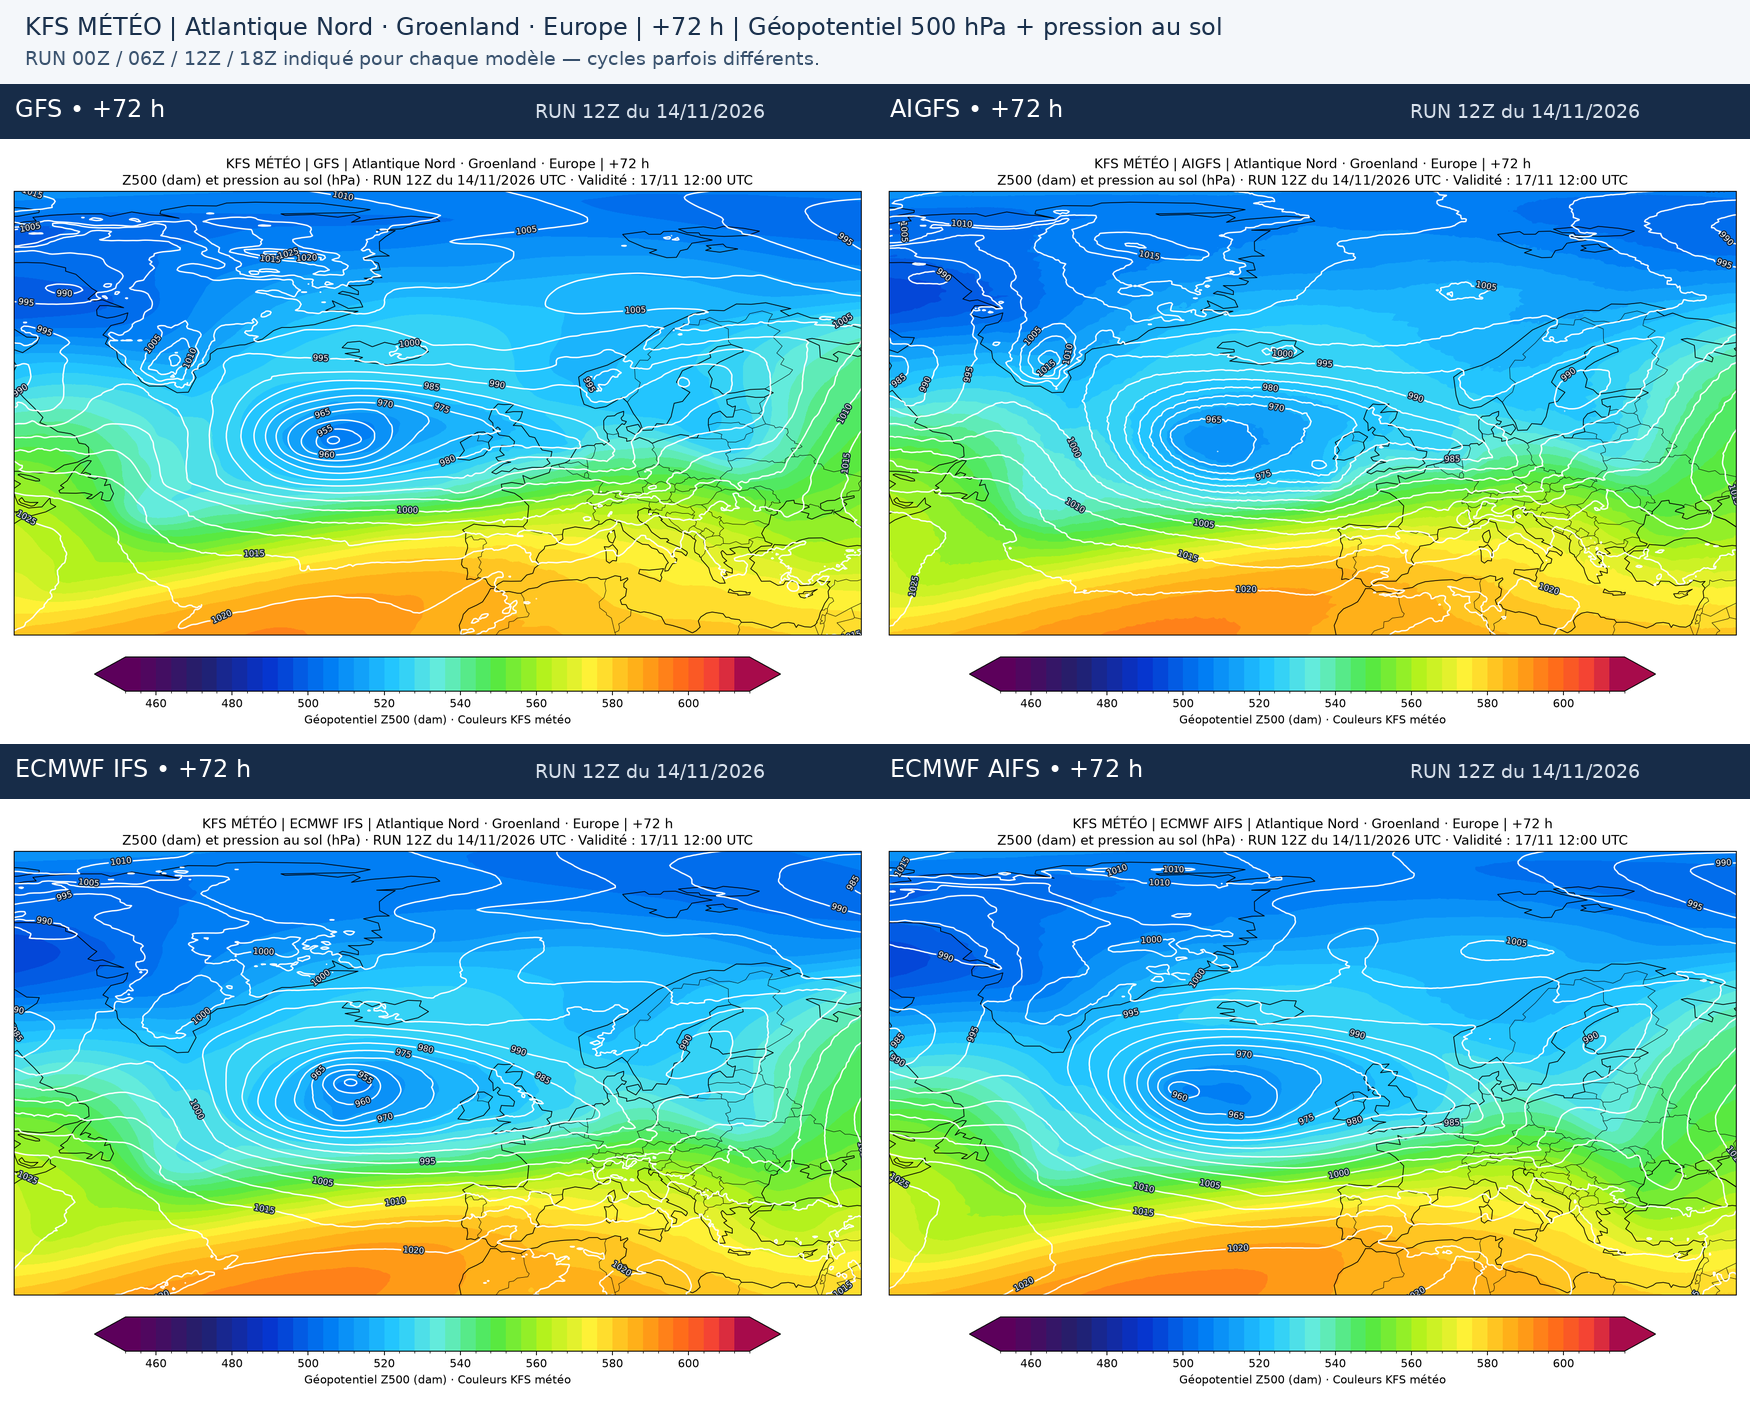 KFS MÉTÉO | Atlantique Nord · Groenland · Europe | +72 h | Géopotentiel 500 hPa + pression au sol
RUN 00Z / 06Z / 12Z / 18Z indiqué pour chaque modèle — cycles parfois différents.
GFS • +72 h
RUN 12Z du 14/11/2026
AIGFS • +72 h
RUN 12Z du 14/11/2026
KFS MÉTÉO | GFS | Atlantique Nord · Groenland · Europe | +72 h
Z500 (dam) et pression au sol (hPa) · RUN 12Z du 14/11/2026 UTC · Validité : 17/11 12:00 UTC
KFS MÉTÉO | AIGFS | Atlantique Nord · Groenland · Europe | +72 h
Z500 (dam) et pression au sol (hPa) · RUN 12Z du 14/11/2026 UTC · Validité : 17/11 12:00 UTC
460 480 500 520 540 560 580 600
Géopotentiel Z500 (dam) · Couleurs KFS météo
460 480 500 520 540 560 580 600
Géopotentiel Z500 (dam) · Couleurs KFS météo
ECMWF IFS • +72 h
RUN 12Z du 14/11/2026
ECMWF AIFS • +72 h
RUN 12Z du 14/11/2026
KFS MÉTÉO | ECMWF IFS | Atlantique Nord · Groenland · Europe | +72 h
Z500 (dam) et pression au sol (hPa) · RUN 12Z du 14/11/2026 UTC · Validité : 17/11 12:00 UTC
KFS MÉTÉO | ECMWF AIFS | Atlantique Nord · Groenland · Europe | +72 h
Z500 (dam) et pression au sol (hPa) · RUN 12Z du 14/11/2026 UTC · Validité : 17/11 12:00 UTC
460 480 500 520 540 560 580 600
Géopotentiel Z500 (dam) · Couleurs KFS météo
460 480 500 520 540 560 580 600
Géopotentiel Z500 (dam) · Couleurs KFS météo